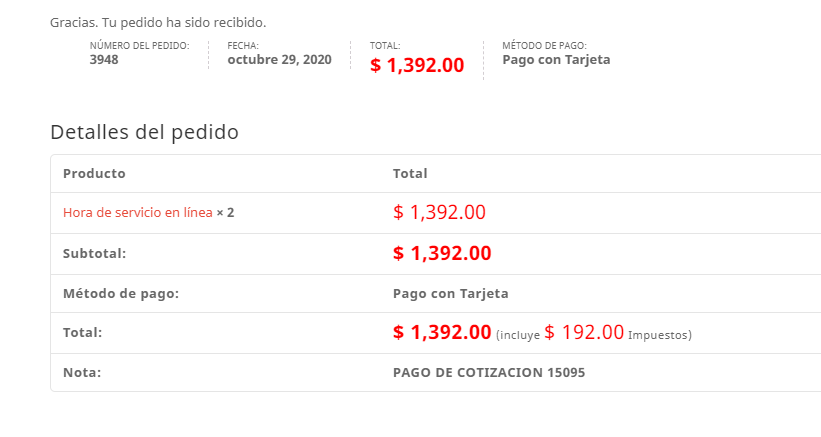 Gracias. Tu pedido ha sido recibido.
NÚMERO DEL PEDIDO: FECHA: TOTAL: MÉTODO DE PAGO:
3948 octubre 29, 2020 $ 1,392.00 Pago con Tarjeta
Detalles del pedido
Producto Total
Hora de servicio en línea × 2 $ 1,392.00
Subtotal: $ 1,392.00
Método de pago: Pago con Tarjeta
Total: $ 1,392.00 (incluye $ 192.00 Impuestos)
Nota: PAGO DE COTIZACION 15095